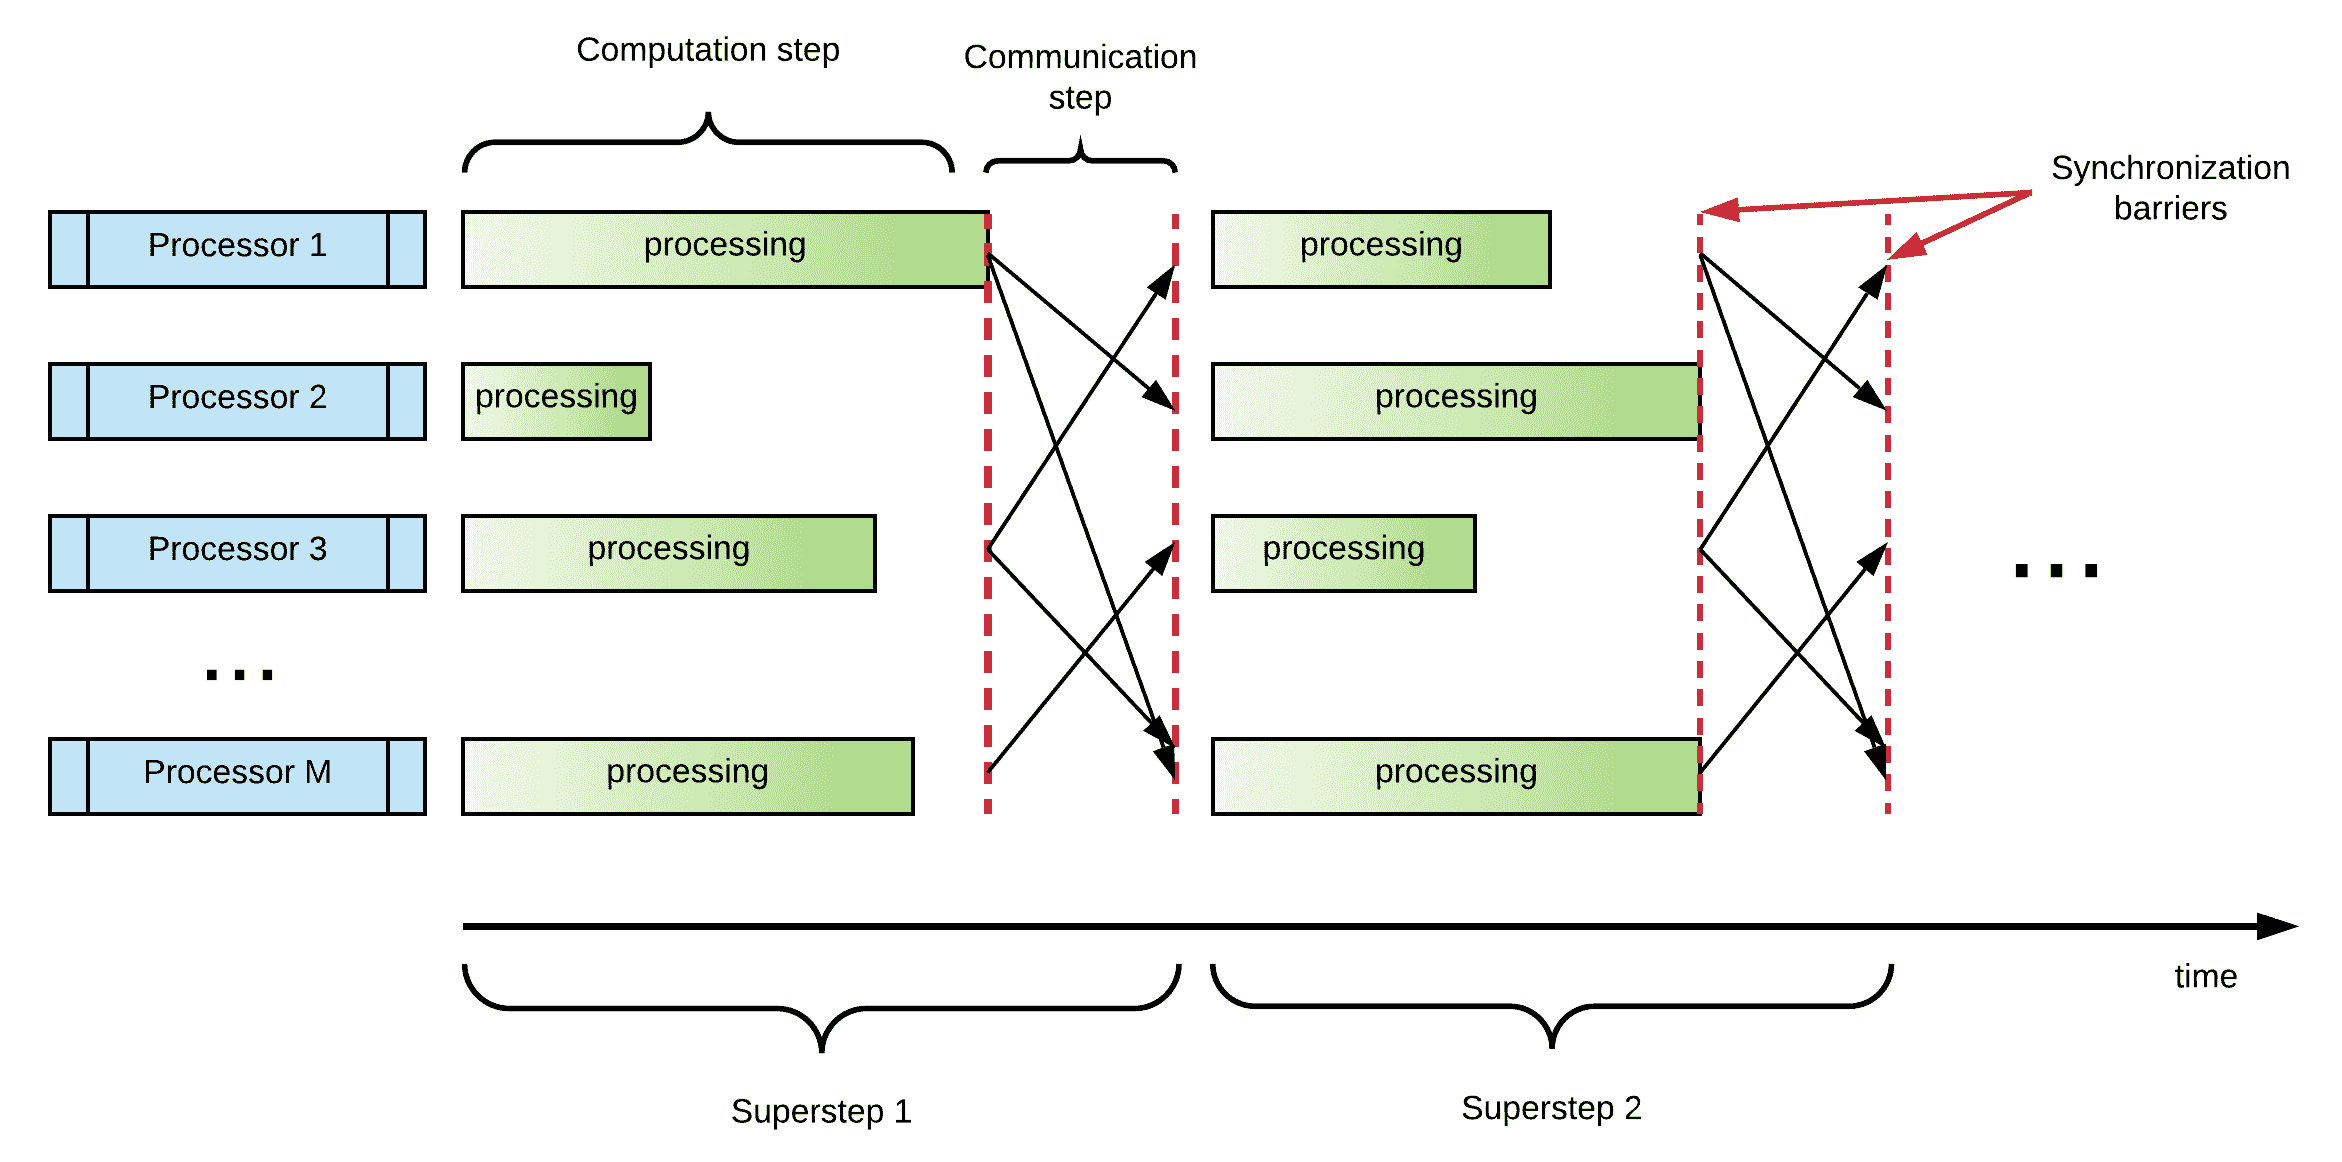 Computation step
Communication
step
Synchronization
barriers
Processor 1
processing
processing
Processor 2
processing
processing
Processor 3
processing
processing
...
...
Processor M
processing
processing
time
Superstep 1
Superstep 2